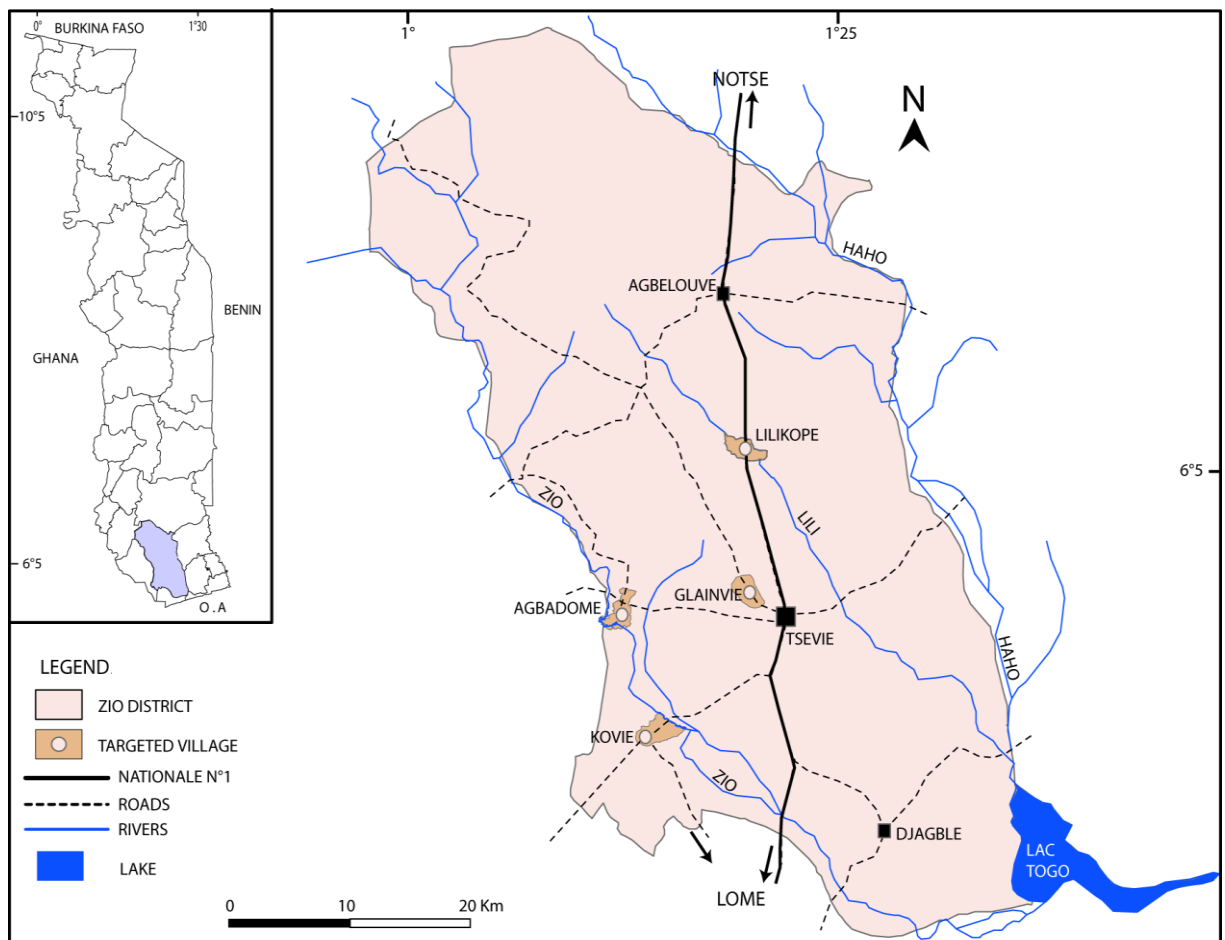 0°
1°30
BURKINA FASO
10°5
BENIN
GHANA
6°5
O.A
1°
1°25
NOTSE
N
HAHO
AGBELOUVE
LILIKOPE
6°5
ZIO
LILI
GLAINVIE
AGBADOME
TSEVIE
HAHO
KOVIE
ZIO
DJAGBLE
LAC
TOGO
LOME
LEGEND
ZIO DISTRICT
TARGETED VILLAGE
NATIONALE N°1
ROADS
RIVERS
LAKE
0 10 20 Km